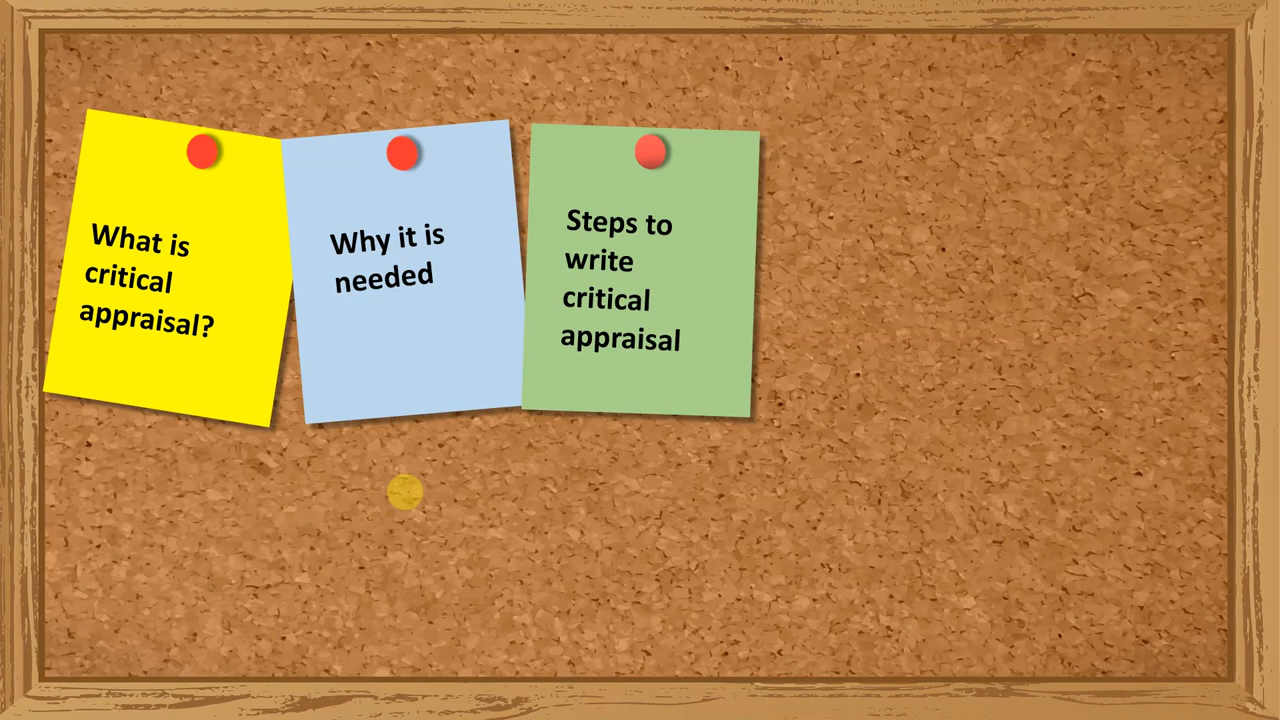 What is
critical
appraisal?
Why it is
needed
Steps to
write
critical
appraisal